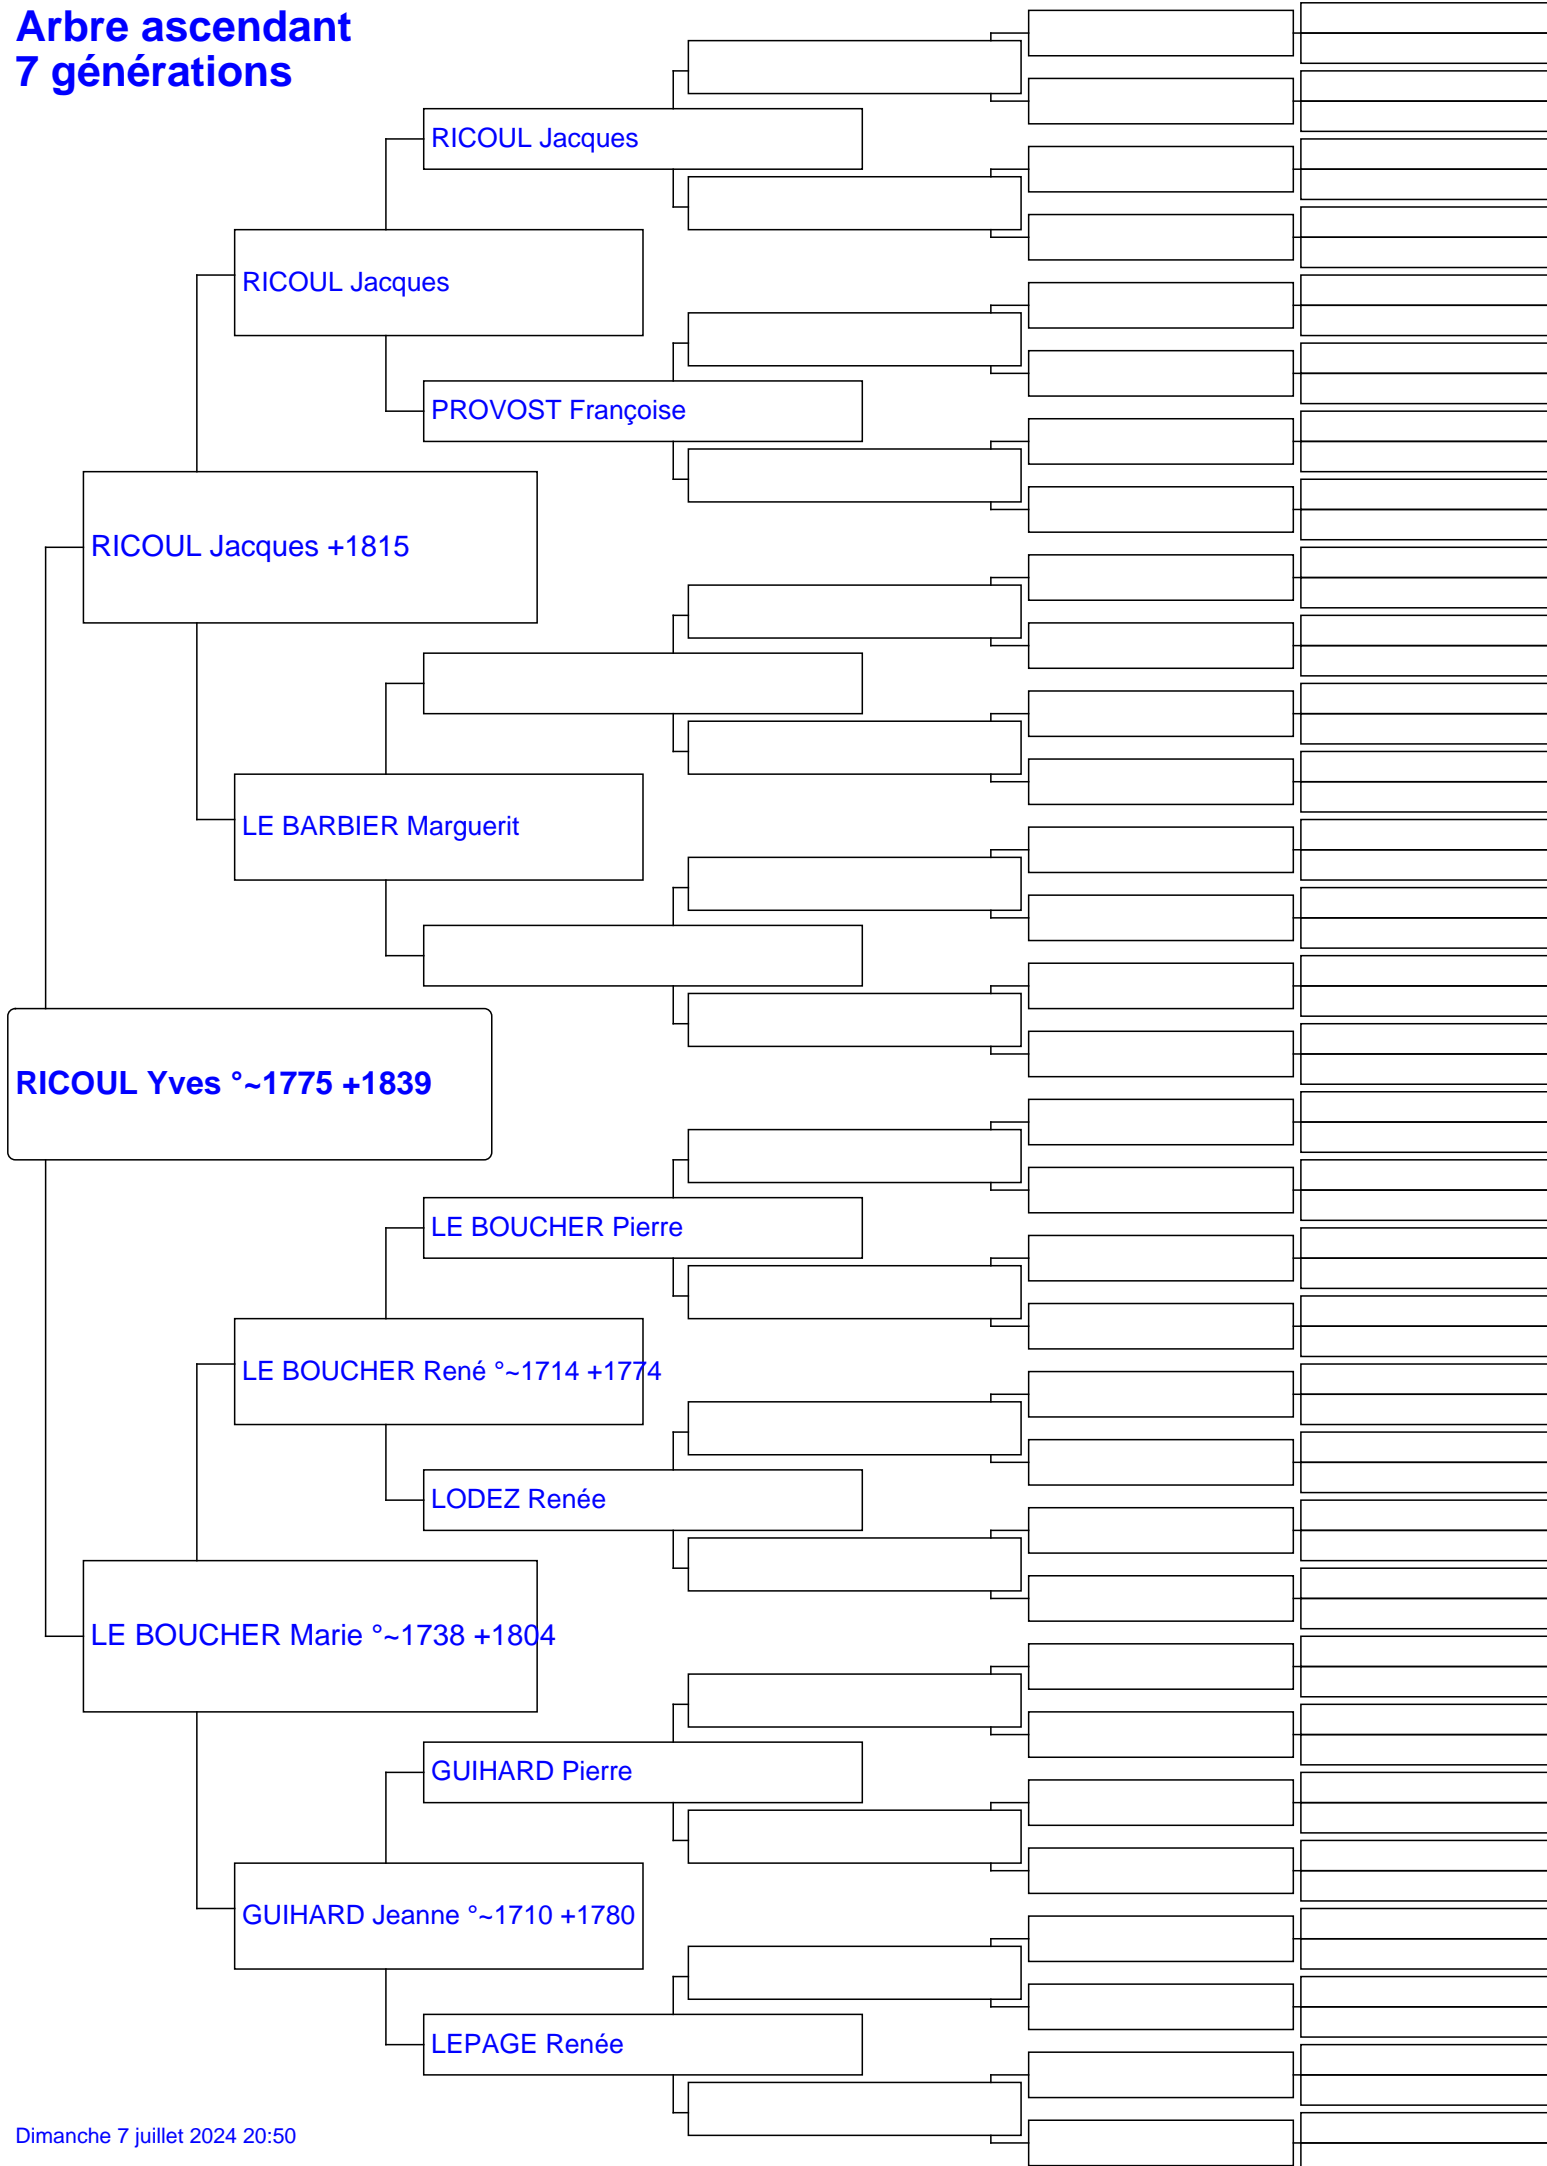 Arbre ascendant
7 générations
RICOUL Jacques
RICOUL Jacques
PROVOST Françoise
RICOUL Jacques +1815
LE BARBIER Marguerit
RICOUL Yves °~1775 +1839
LE BOUCHER Pierre
LE BOUCHER René °~1714 +1774
LODEZ Renée
LE BOUCHER Marie °~1738 +1804
GUIHARD Pierre
GUIHARD Jeanne °~1710 +1780
LEPAGE Renée
Dimanche 7 juillet 2024 20:50